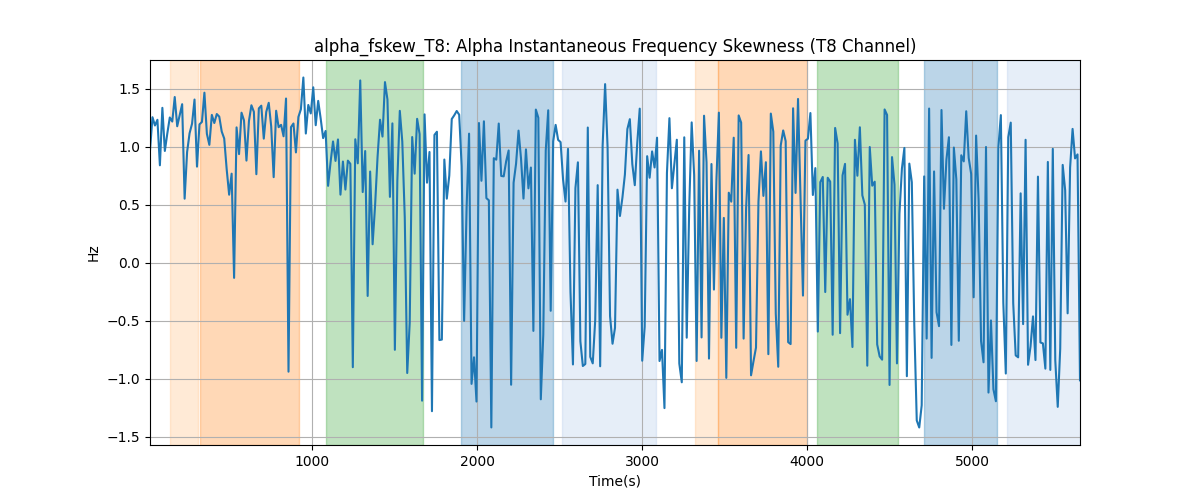 alpha_fskew_T8: Alpha Instantaneous Frequency Skewness (T8 Channel)
1.5
1.0
0.5
0.0
−0.5
−1.0
−1.5
Hz
1000 2000 3000 4000 5000
Time(s)